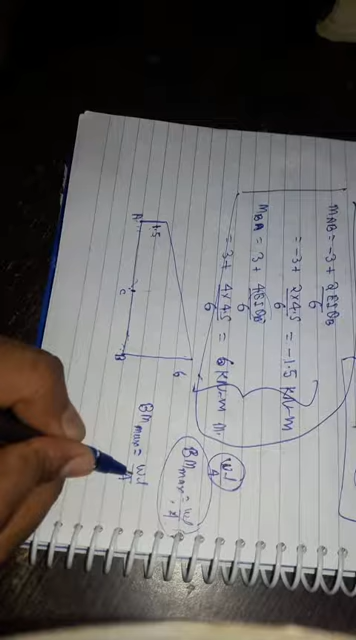 MAB = -3 + 2EIθB / 6
= -3 + 2×4.5 / 6 = -1.5 KN-m
MBA = 3 + 4EIθB / 6
= -3 + 4×4.5 / 6 = 6 KN-m m.
wl / 4
BMmax = wl / 4
1.5
6
A
C
B
BMmax = wl / 4